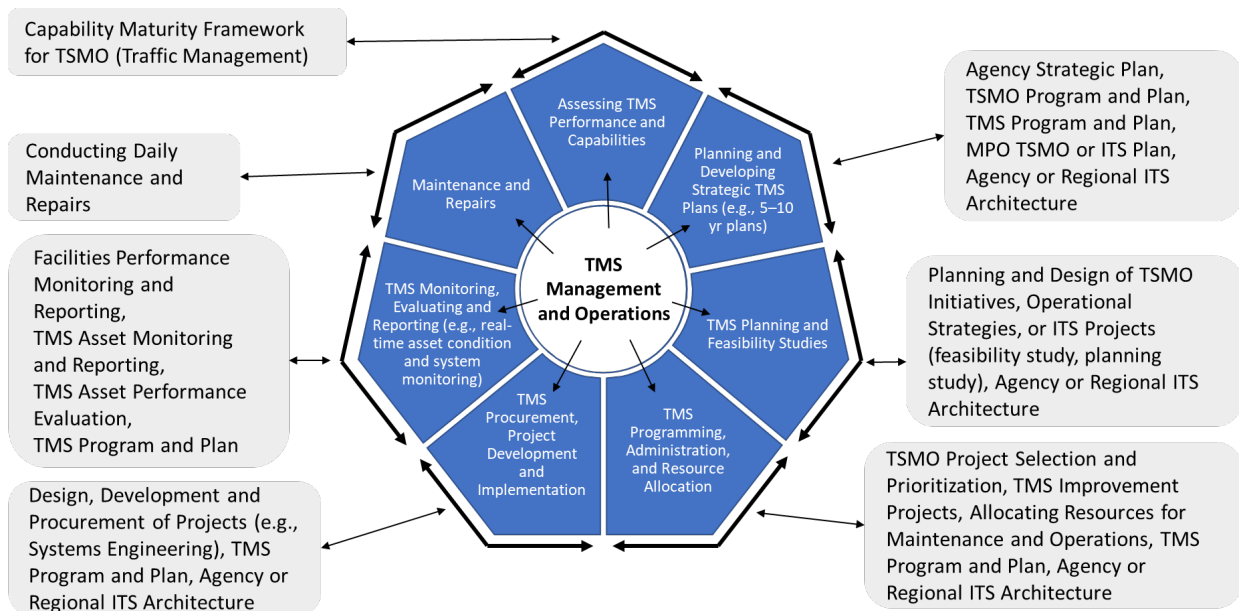 Capability Maturity Framework
for TSMO (Traffic Management)
Conducting Daily
Maintenance and
Repairs
Facilities Performance
Monitoring and
Reporting,
TMS Asset Monitoring
and Reporting,
TMS Asset Performance
Evaluation,
TMS Program and Plan
Design, Development and
Procurement of Projects (e.g.,
Systems Engineering), TMS
Program and Plan, Agency or
Regional ITS Architecture
Assessing TMS
Performance and
Capabilities
Planning and
Developing
Strategic TMS
Plans (e.g., 5–10
yr plans)
TMS Planning and
Feasibility Studies
TMS
Programming,
Administration,
and Resource
Allocation
TMS
Procurement,
Project
Development
and
Implementation
TMS Monitoring,
Evaluating and
Reporting (e.g., real-
time asset condition
and system
monitoring)
Maintenance and
Repairs
TMS
Management
and Operations
Agency Strategic Plan,
TSMO Program and Plan,
TMS Program and Plan,
MPO TSMO or ITS Plan,
Agency or Regional ITS
Architecture
Planning and Design of TSMO
Initiatives, Operational
Strategies, or ITS Projects
(feasibility study, planning
study), Agency or Regional ITS
Architecture
TSMO Project Selection and
Prioritization, TMS Improvement
Projects, Allocating Resources for
Maintenance and Operations, TMS
Program and Plan, Agency or
Regional ITS Architecture